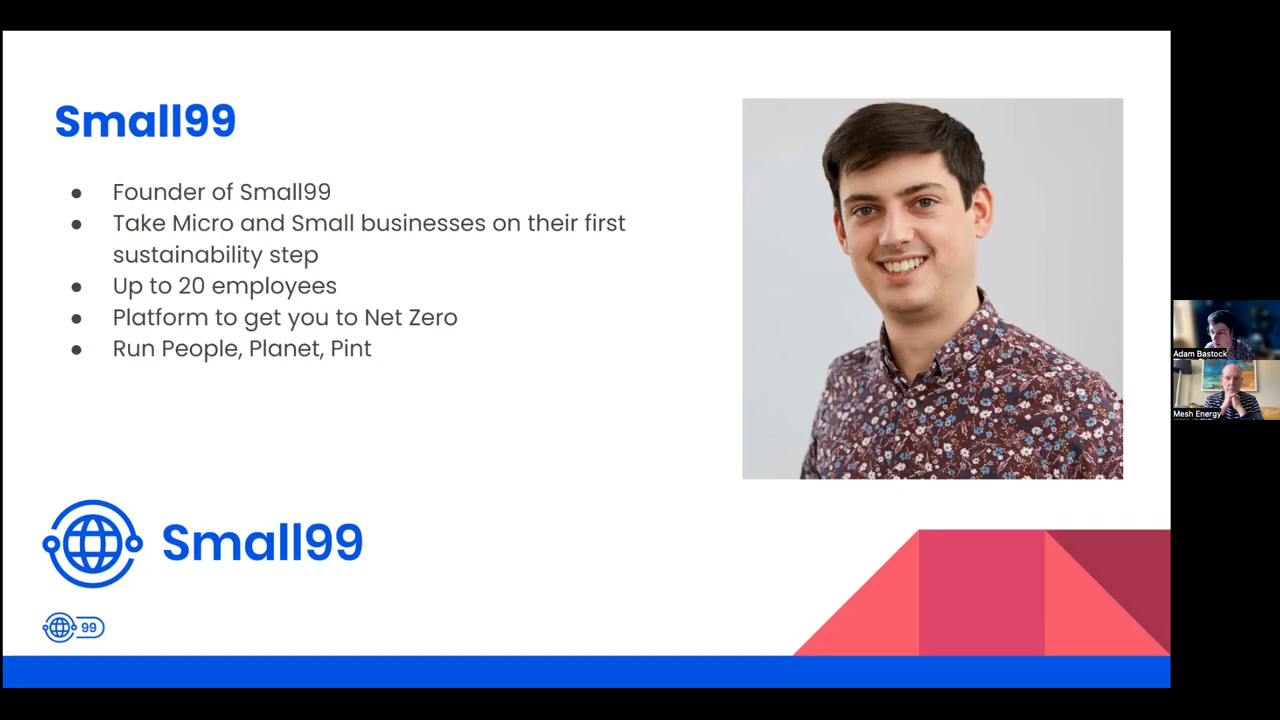 Small99
● Founder of Small99
● Take Micro and Small businesses on their first
sustainability step
● Up to 20 employees
● Platform to get you to Net Zero
● Run People, Planet, Pint
Small99
99
Adam Bastock
Mesh Energy